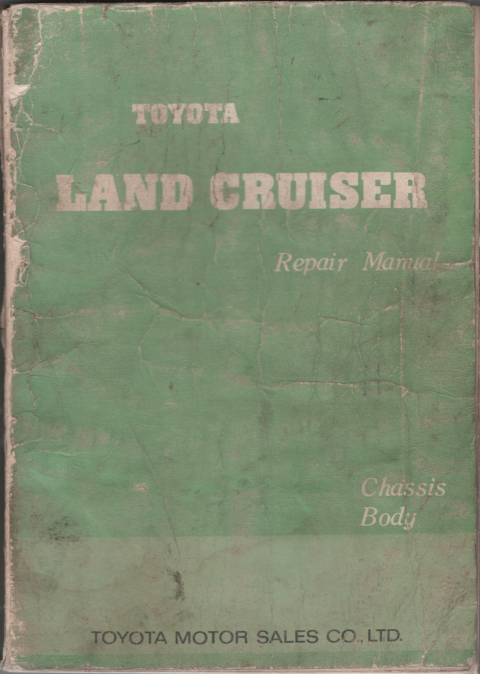 TOYOTA
LAND CRUISER
Repair Manual
Chassis
Body
TOYOTA MOTOR SALES CO., LTD.